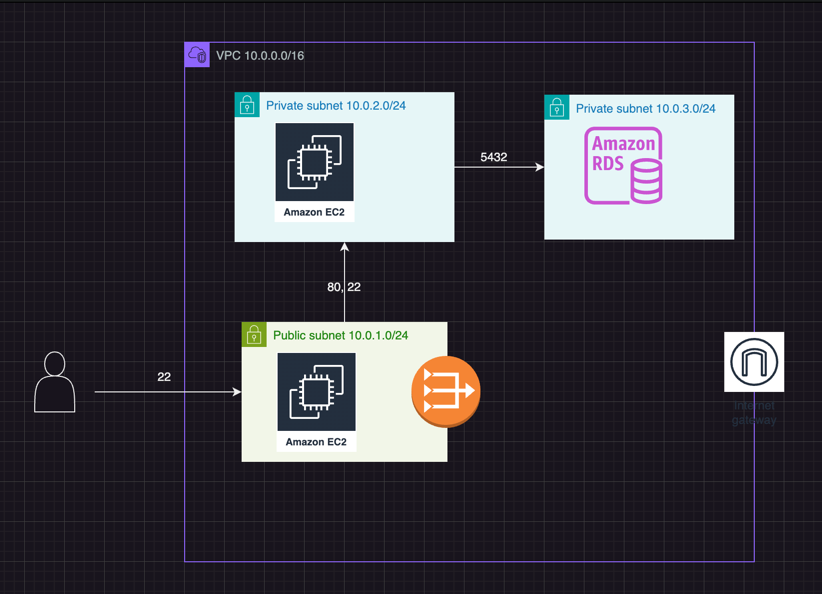 VPC 10.0.0.0/16
Private subnet 10.0.2.0/24
Amazon EC2
5432
Private subnet 10.0.3.0/24
Amazon
RDS
80, 22
22
Public subnet 10.0.1.0/24
Amazon EC2
Internet
gateway